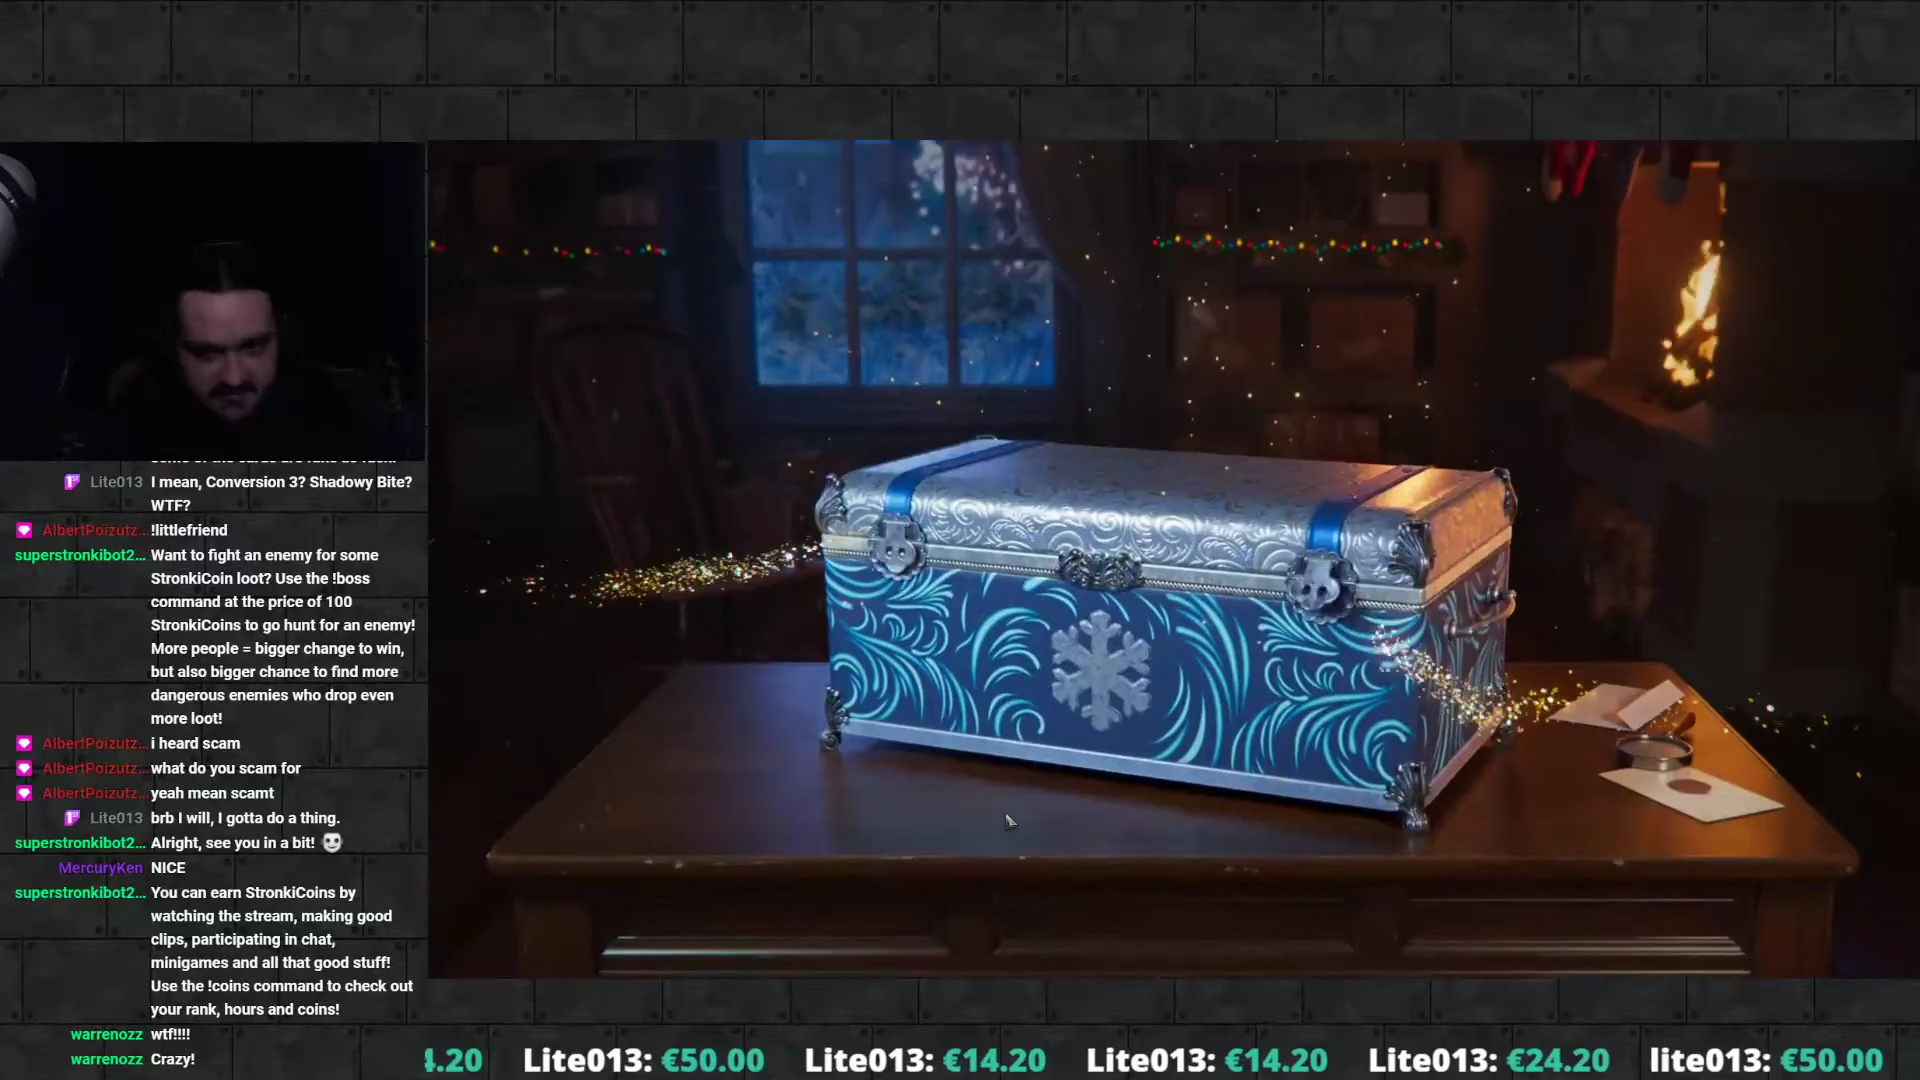 Lite013 I mean, Conversion 3? Shadowy Bite?
WTF?
AlbertPoizutz... !littlefriend
superstronkibot2... Want to fight an enemy for some
StronkiCoin loot? Use the !boss
command at the price of 100
StronkiCoins to go hunt for an enemy!
More people = bigger change to win,
but also bigger chance to find more
dangerous enemies who drop even
more loot!
AlbertPoizutz... i heard scam
AlbertPoizutz... what do you scam for
AlbertPoizutz... yeah mean scamt
Lite013 brb I will, I gotta do a thing.
superstronkibot2... Alright, see you in a bit!
MercuryKen NICE
superstronkibot2... You can earn StronkiCoins by
watching the stream, making good
clips, participating in chat,
minigames and all that good stuff!
Use the !coins command to check out
your rank, hours and coins!
warrenozz wtf!!!!
warrenozz Crazy!
4.20 Lite013: €50.00 Lite013: €14.20 Lite013: €14.20 Lite013: €24.20 lite013: €50.00